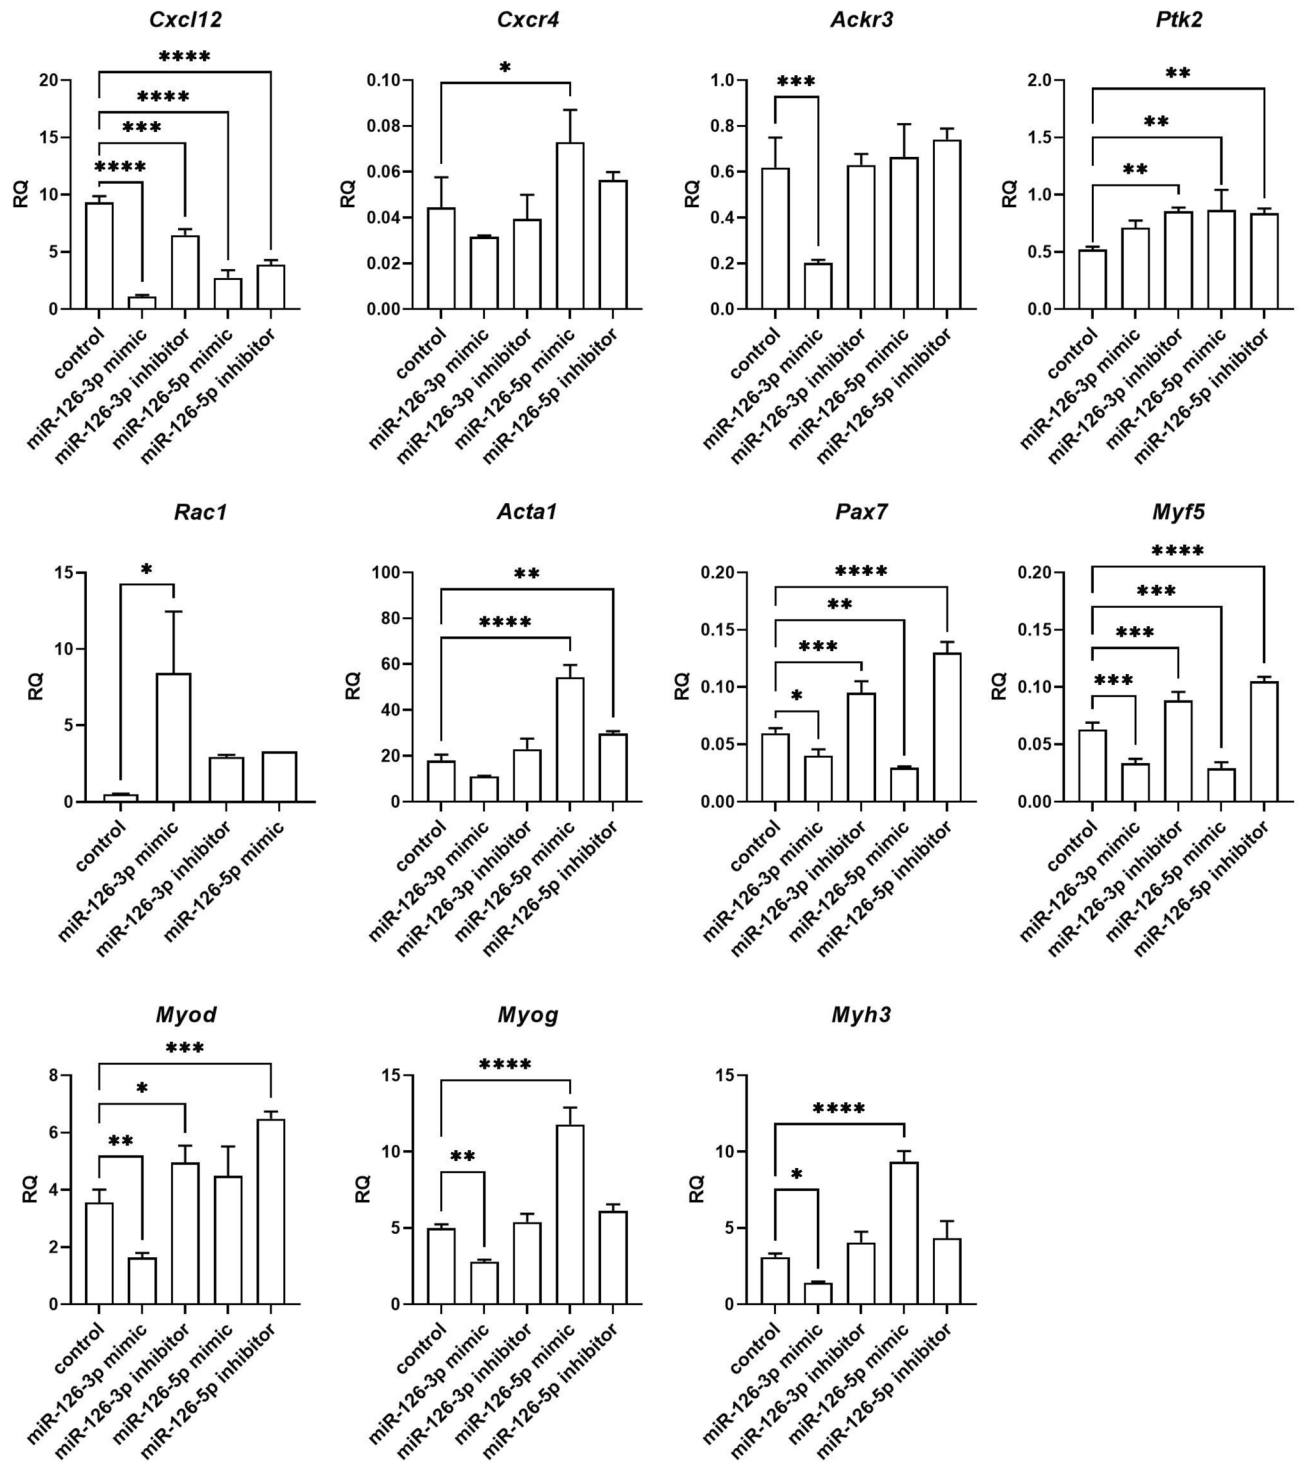 Cxcl12
****
****
***
****
RQ
20
15
10
5
0
control
miR-126-3p mimic
miR-126-3p inhibitor
miR-126-5p mimic
miR-126-5p inhibitor
Cxcr4
*
RQ
0.10
0.08
0.06
0.04
0.02
0.00
control
miR-126-3p mimic
miR-126-3p inhibitor
miR-126-5p mimic
miR-126-5p inhibitor
Ackr3
***
RQ
1.0
0.8
0.6
0.4
0.2
0.0
control
miR-126-3p mimic
miR-126-3p inhibitor
miR-126-5p mimic
miR-126-5p inhibitor
Ptk2
**
**
**
RQ
2.0
1.5
1.0
0.5
0.0
control
miR-126-3p mimic
miR-126-3p inhibitor
miR-126-5p mimic
miR-126-5p inhibitor
Rac1
*
RQ
15
10
5
0
control
miR-126-3p mimic
miR-126-3p inhibitor
miR-126-5p mimic
Acta1
**
****
RQ
100
80
60
40
20
0
control
miR-126-3p mimic
miR-126-3p inhibitor
miR-126-5p mimic
miR-126-5p inhibitor
Pax7
****
**
***
*
RQ
0.20
0.15
0.10
0.05
0.00
control
miR-126-3p mimic
miR-126-3p inhibitor
miR-126-5p mimic
miR-126-5p inhibitor
Myf5
****
***
***
***
RQ
0.20
0.15
0.10
0.05
0.00
control
miR-126-3p mimic
miR-126-3p inhibitor
miR-126-5p mimic
miR-126-5p inhibitor
Myod
***
*
**
RQ
8
6
4
2
0
control
miR-126-3p mimic
miR-126-3p inhibitor
miR-126-5p mimic
miR-126-5p inhibitor
Myog
****
**
RQ
15
10
5
0
control
miR-126-3p mimic
miR-126-3p inhibitor
miR-126-5p mimic
miR-126-5p inhibitor
Myh3
****
*
RQ
15
10
5
0
control
miR-126-3p mimic
miR-126-3p inhibitor
miR-126-5p mimic
miR-126-5p inhibitor